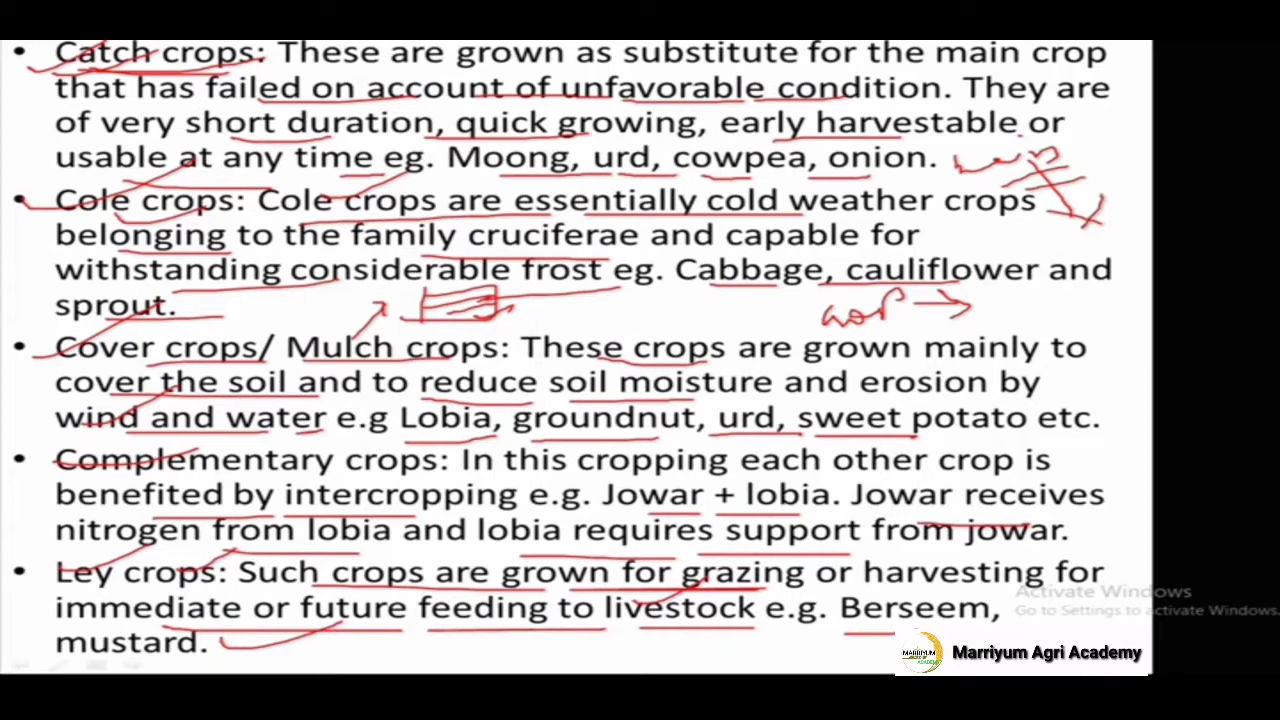 • Catch crops: These are grown as substitute for the main crop
that has failed on account of unfavorable condition. They are
of very short duration, quick growing, early harvestable or
usable at any time eg. Moong, urd, cowpea, onion.
• Cole crops: Cole crops are essentially cold weather crops
belonging to the family cruciferae and capable for
withstanding considerable frost eg. Cabbage, cauliflower and
sprout.
• Cover crops/ Mulch crops: These crops are grown mainly to
cover the soil and to reduce soil moisture and erosion by
wind and water e.g Lobia, groundnut, urd, sweet potato etc.
• Complementary crops: In this cropping each other crop is
benefited by intercropping e.g. Jowar + lobia. Jowar receives
nitrogen from lobia and lobia requires support from jowar.
• Ley crops: Such crops are grown for grazing or harvesting for
immediate or future feeding to livestock e.g. Berseem,
mustard.
Activate Windows
Go to Settings to activate Windows.
MARRIYUM
ACADEMY
Marriyum Agri Academy